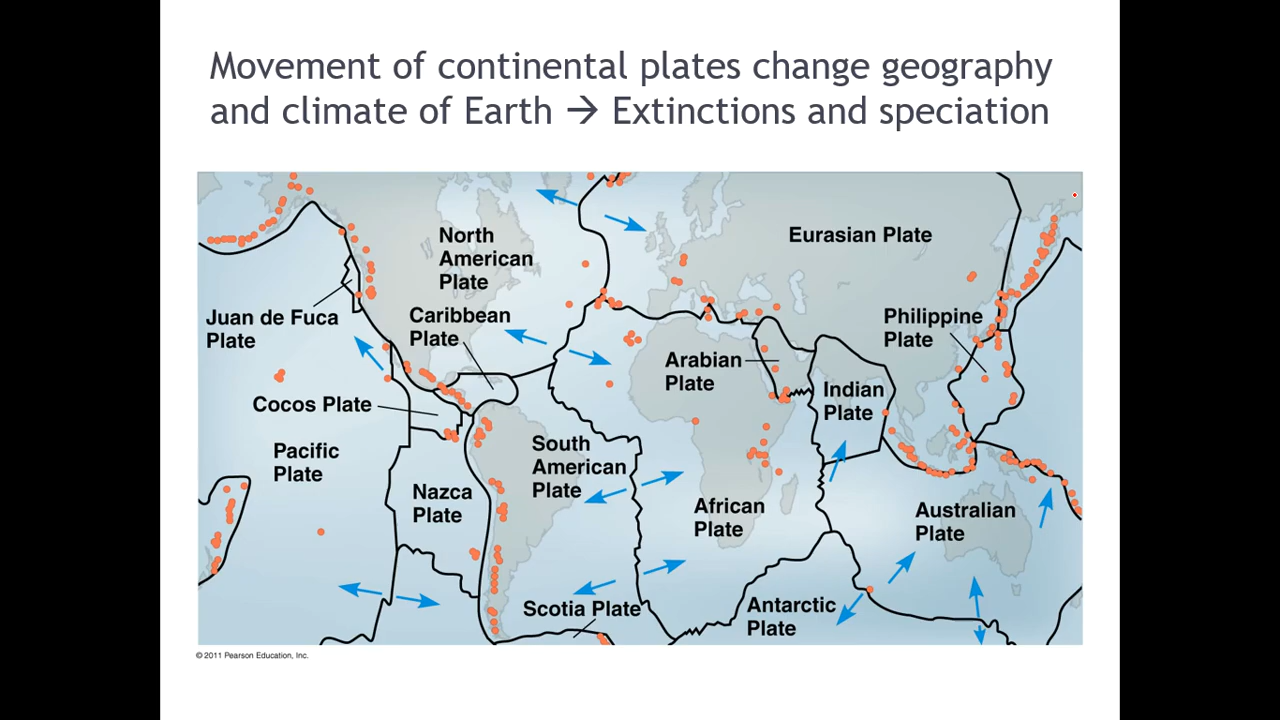 Movement of continental plates change geography
and climate of Earth → Extinctions and speciation
North
American
Plate
Eurasian Plate
Juan de Fuca
Plate
Caribbean
Plate
Philippine
Plate
Arabian
Plate
Indian
Plate
Cocos Plate
Pacific
Plate
South
American
Plate
Nazca
Plate
African
Plate
Australian
Plate
Scotia Plate
Antarctic
Plate
© 2011 Pearson Education, Inc.